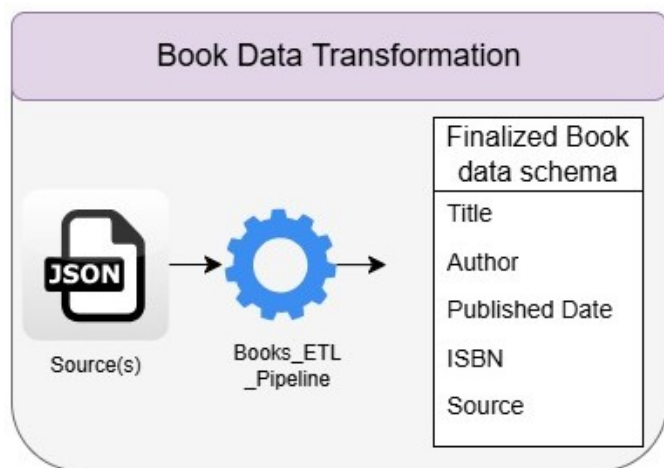 Book Data Transformation
JSON
Source(s)
Books_ETL
_Pipeline
Finalized Book
data schema
Title
Author
Published Date
ISBN
Source